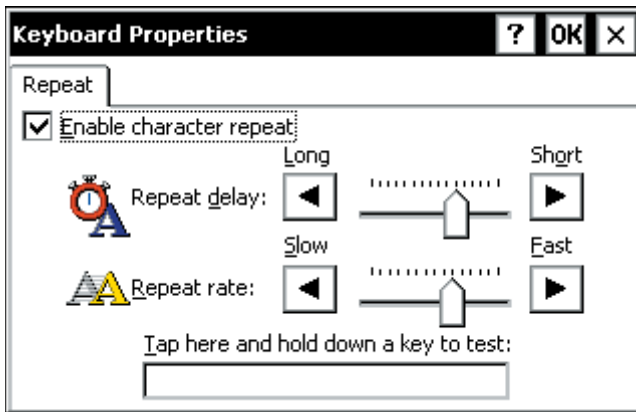 Keyboard Properties ? OK ×
Repeat
Enable character repeat
Long Short
Repeat delay:
Slow Fast
Repeat rate:
Tap here and hold down a key to test: